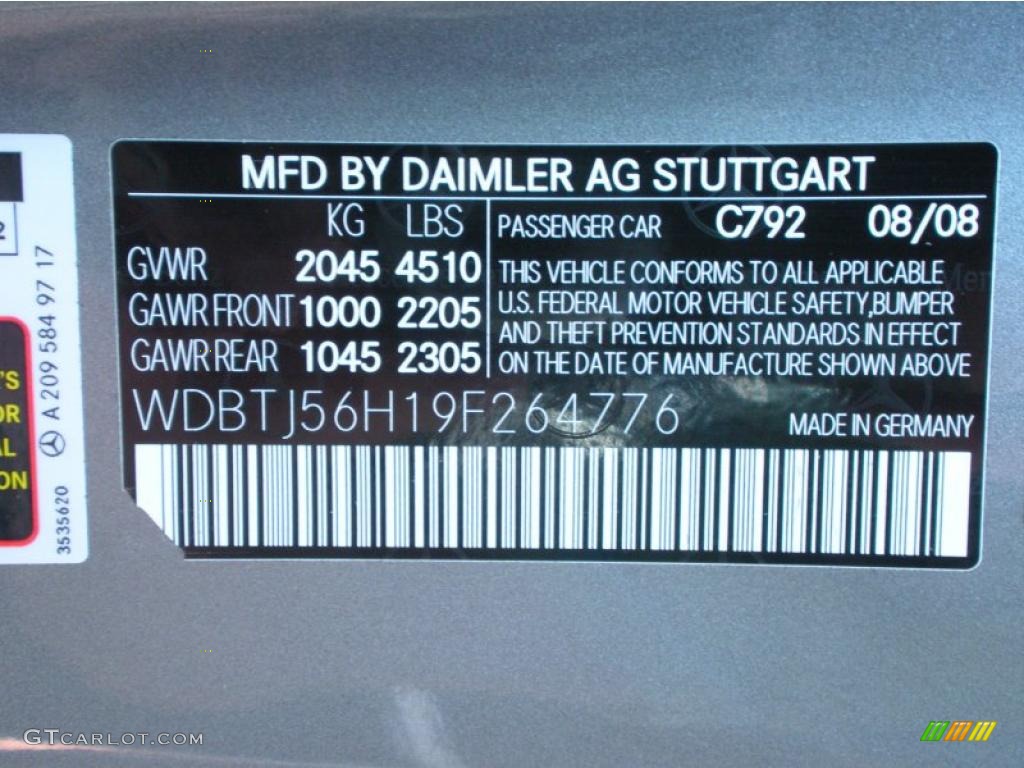 MFD BY DAIMLER AG STUTTGART
KG LBS
GVWR 2045 4510
GAWR FRONT 1000 2205
GAWR REAR 1045 2305
PASSENGER CAR C792 08/08
THIS VEHICLE CONFORMS TO ALL APPLICABLE
U.S. FEDERAL MOTOR VEHICLE SAFETY,BUMPER
AND THEFT PREVENTION STANDARDS IN EFFECT
ON THE DATE OF MANUFACTURE SHOWN ABOVE
WDBTJ56H19F264776
MADE IN GERMANY
A 209 584 97 17
3535620
2
'S
OR
AL
ON
GTCARLOT.COM